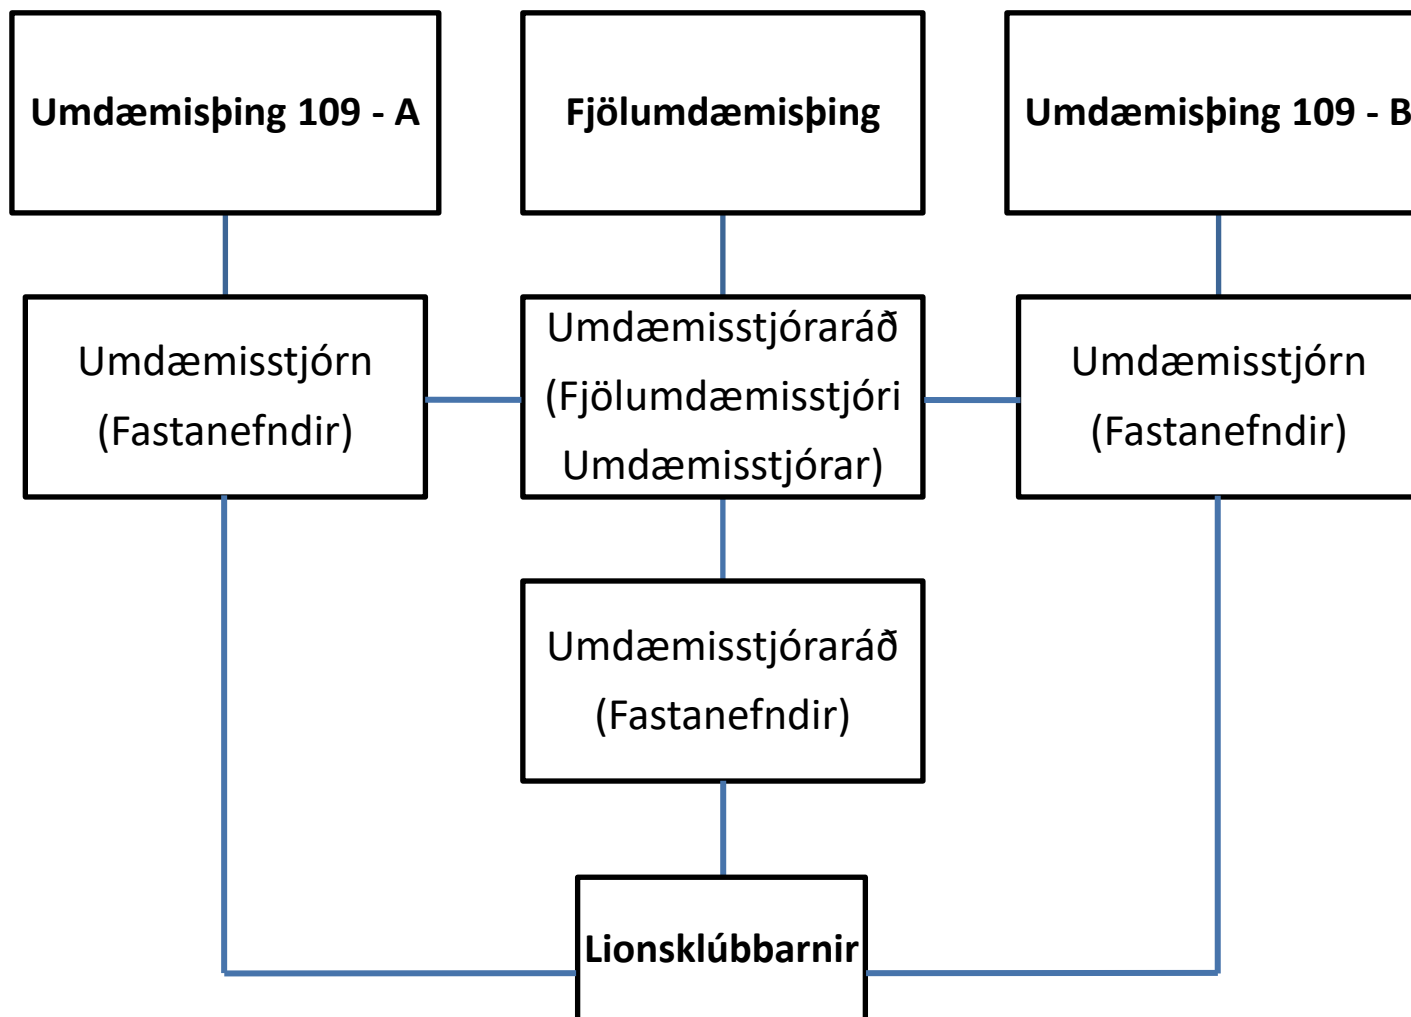 Umdæmisþing 109 - A
Fjölumdæmisþing
Umdæmisþing 109 - B
Umdæmisstjórn
(Fastanefndir)
Umdæmisstjóraráð
(Fjölumdæmisstjóri
Umdæmisstjórar)
Umdæmisstjórn
(Fastanefndir)
Umdæmisstjóraráð
(Fastanefndir)
Lionsklúbbarnir